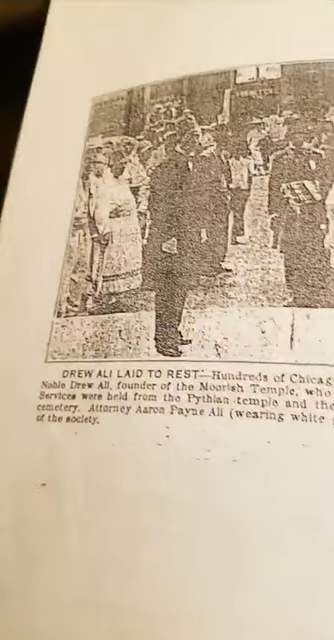 DREW ALI LAID TO REST—Hundreds of Chicag
Noble Drew Ali, founder of the Moorish Temple, who
Services were held from the Pythian temple and the
cemetery. Attorney Aaron Payne Ali (wearing white
of the society.